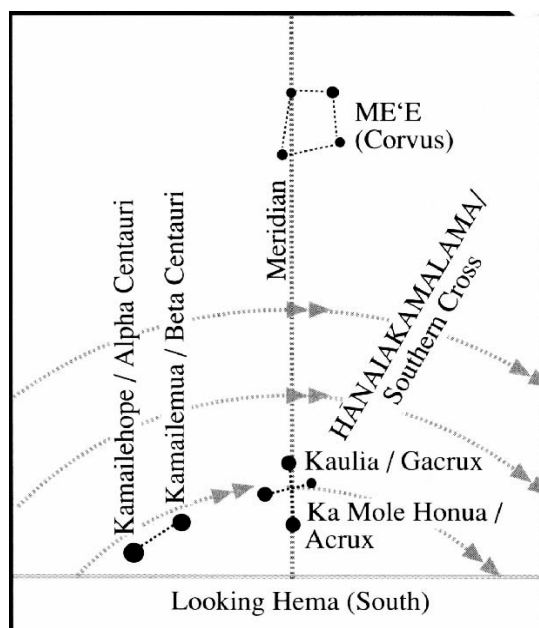 ME‘E
(Corvus)
Meridian
Kamailehope / Alpha Centauri
Kamailemua / Beta Centauri
HĀNAIAKAMALAMA/
Southern Cross
Kaulia / Gacrux
Ka Mole Honua /
Acrux
Looking Hema (South)